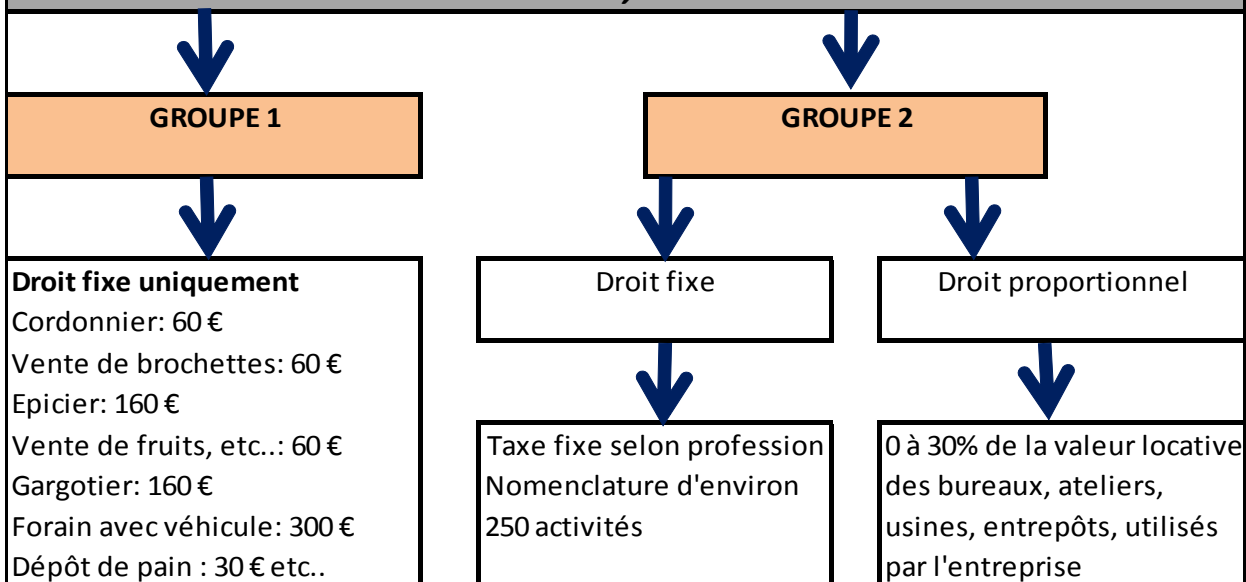 GROUPE 1
GROUPE 2
Droit fixe uniquement
Cordonnier: 60 €
Vente de brochettes: 60 €
Epicier: 160 €
Vente de fruits, etc..: 60 €
Gargotier: 160 €
Forain avec véhicule: 300 €
Dépôt de pain : 30 € etc..
Droit fixe
Taxe fixe selon profession
Nomenclature d'environ
250 activités
Droit proportionnel
0 à 30% de la valeur locative
des bureaux, ateliers,
usines, entrepôts, utilisés
par l'entreprise